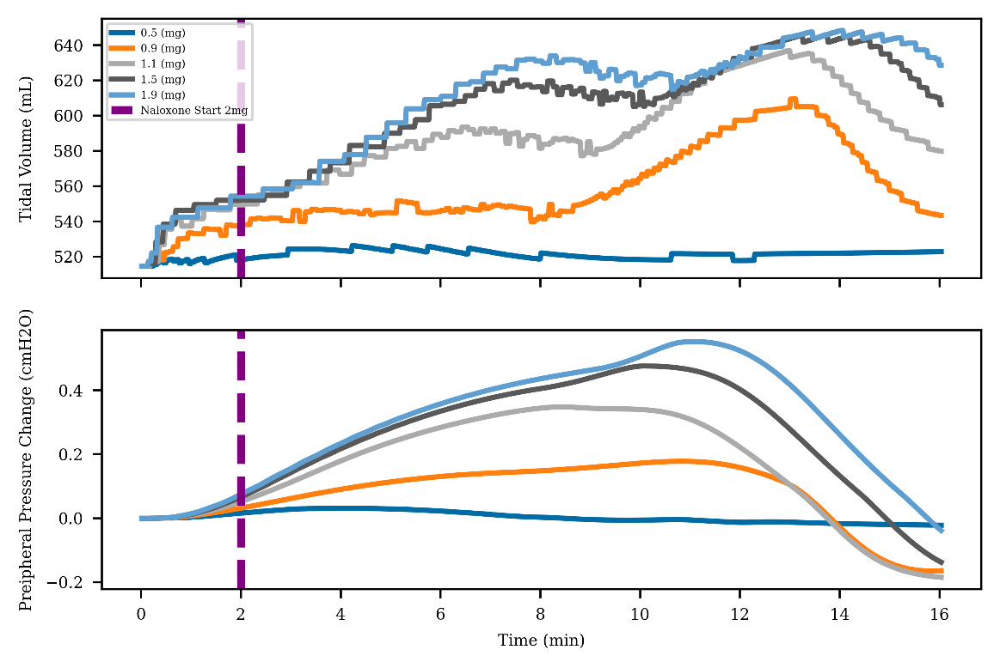 640
620
600
580
560
540
520
Tidal Volume (mL)
0.5 (mg)
0.9 (mg)
1.1 (mg)
1.5 (mg)
1.9 (mg)
Naloxone Start 2mg
0.4
0.2
0.0
−0.2
Preipheral Pressure Change (cmH2O)
0 2 4 6 8 10 12 14 16
Time (min)